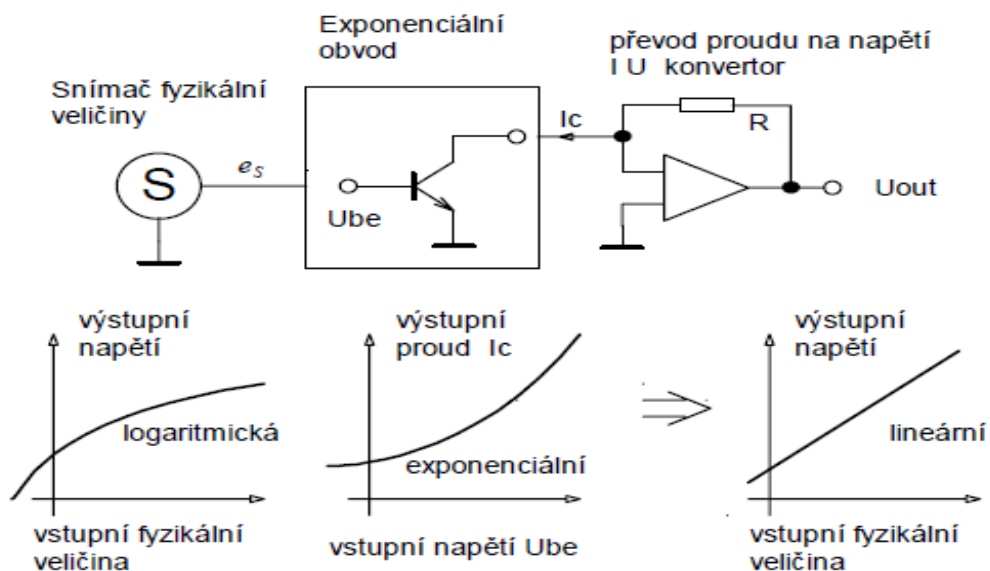 Exponenciální
obvod
převod proudu na napětí
I U konvertor
Snímač fyzikální
veličiny
Ic
R
S
es
Ube
Uout
výstupní
napětí
logaritmická
vstupní fyzikální
veličina
výstupní
proud Ic
exponenciální
vstupní napětí Ube
výstupní
napětí
lineární
vstupní fyzikální
veličina